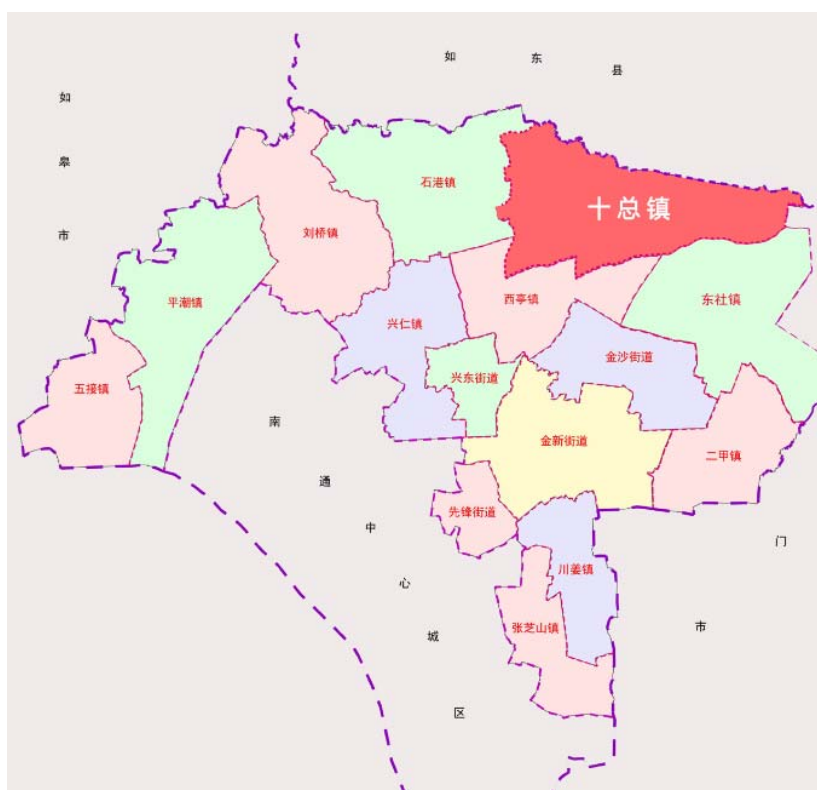 如东县
如皋市
石港镇
十总镇
刘桥镇
平潮镇
西亭镇
东社镇
兴仁镇
金沙街道
五接镇
兴东街道
南通中心城区
金新街道
二甲镇
先锋街道
门市
川姜镇
张芝山镇